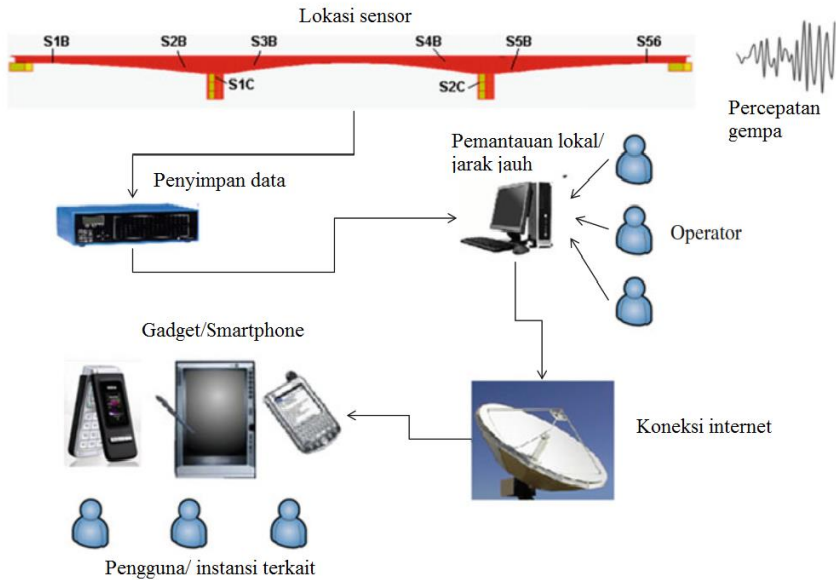 Lokasi sensor
S1B
S2B
S3B
S4B
S5B
S56
S1C
S2C
Percepatan
gempa
Pemantauan lokal/
jarak jauh
Penyimpan data
Operator
Gadget/Smartphone
Koneksi internet
Pengguna/ instansi terkait